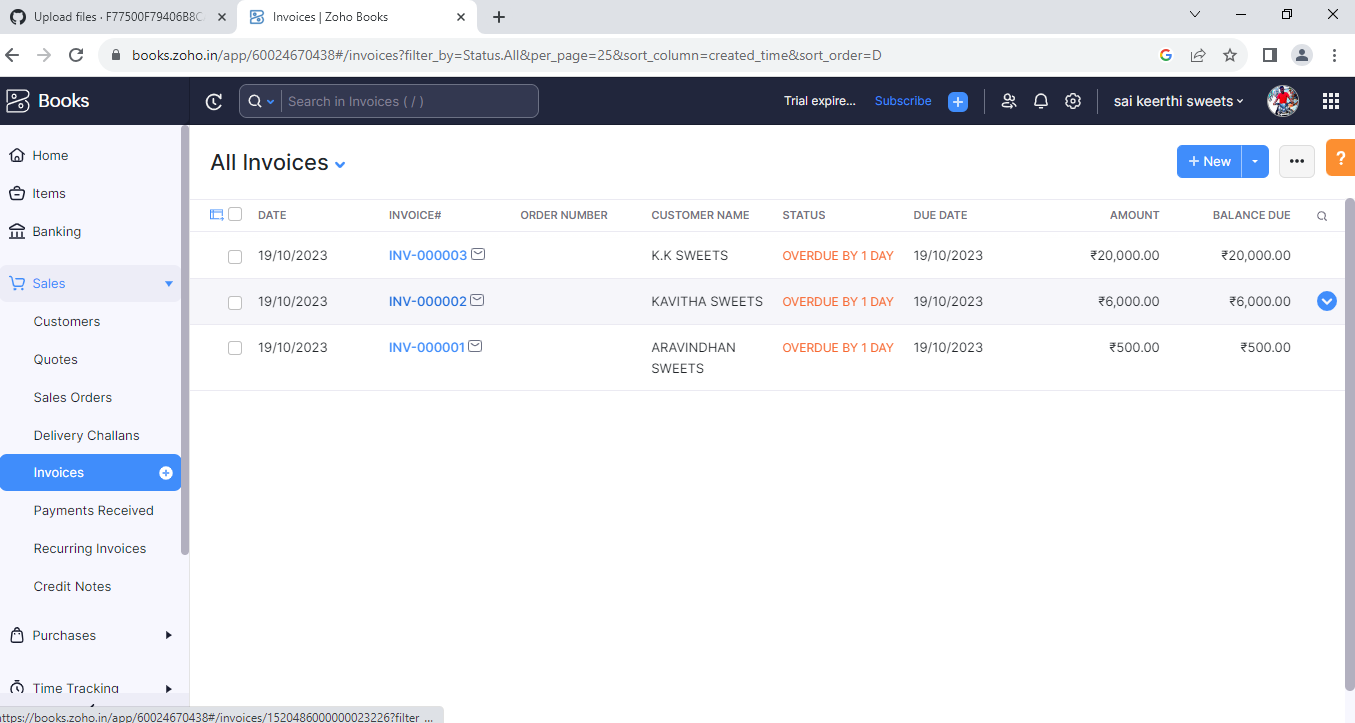 Upload files · F77500F79406B8C
Invoices | Zoho Books
books.zoho.in/app/60024670438#/invoices?filter_by=Status.All&per_page=25&sort_column=created_time&sort_order=D
Books
Search in Invoices ( / )
Trial expire... Subscribe
sai keerthi sweets
Home
Items
Banking
Sales
Customers
Quotes
Sales Orders
Delivery Challans
Invoices
Payments Received
Recurring Invoices
Credit Notes
Purchases
Time Tracking
All Invoices
+ New
?
DATE INVOICE# ORDER NUMBER CUSTOMER NAME STATUS DUE DATE AMOUNT BALANCE DUE
19/10/2023 INV-000003 K.K SWEETS OVERDUE BY 1 DAY 19/10/2023 ₹20,000.00 ₹20,000.00
19/10/2023 INV-000002 KAVITHA SWEETS OVERDUE BY 1 DAY 19/10/2023 ₹6,000.00 ₹6,000.00
19/10/2023 INV-000001 ARAVINDHAN OVERDUE BY 1 DAY 19/10/2023 ₹500.00 ₹500.00
SWEETS
ttps://books.zoho.in/app/60024670438#/invoices/1520486000000023226?filter_...